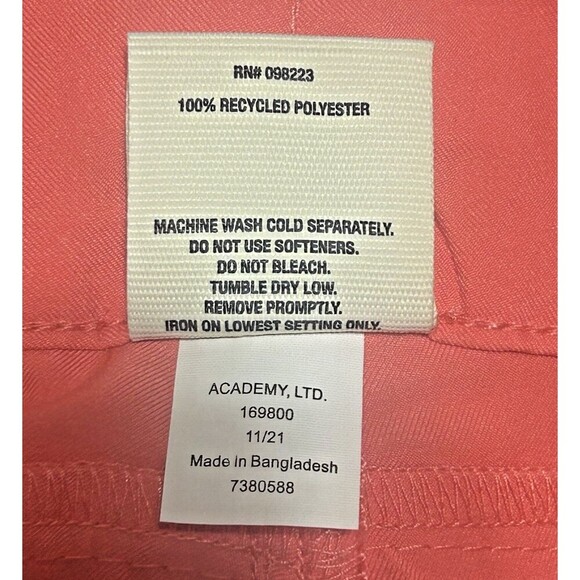 RN# 098223
100% RECYCLED POLYESTER
MACHINE WASH COLD SEPARATELY.
DO NOT USE SOFTENERS.
DO NOT BLEACH.
TUMBLE DRY LOW.
REMOVE PROMPTLY.
IRON ON LOWEST SETTING ONLY.
ACADEMY, LTD.
169800
11/21
Made in Bangladesh
7380588